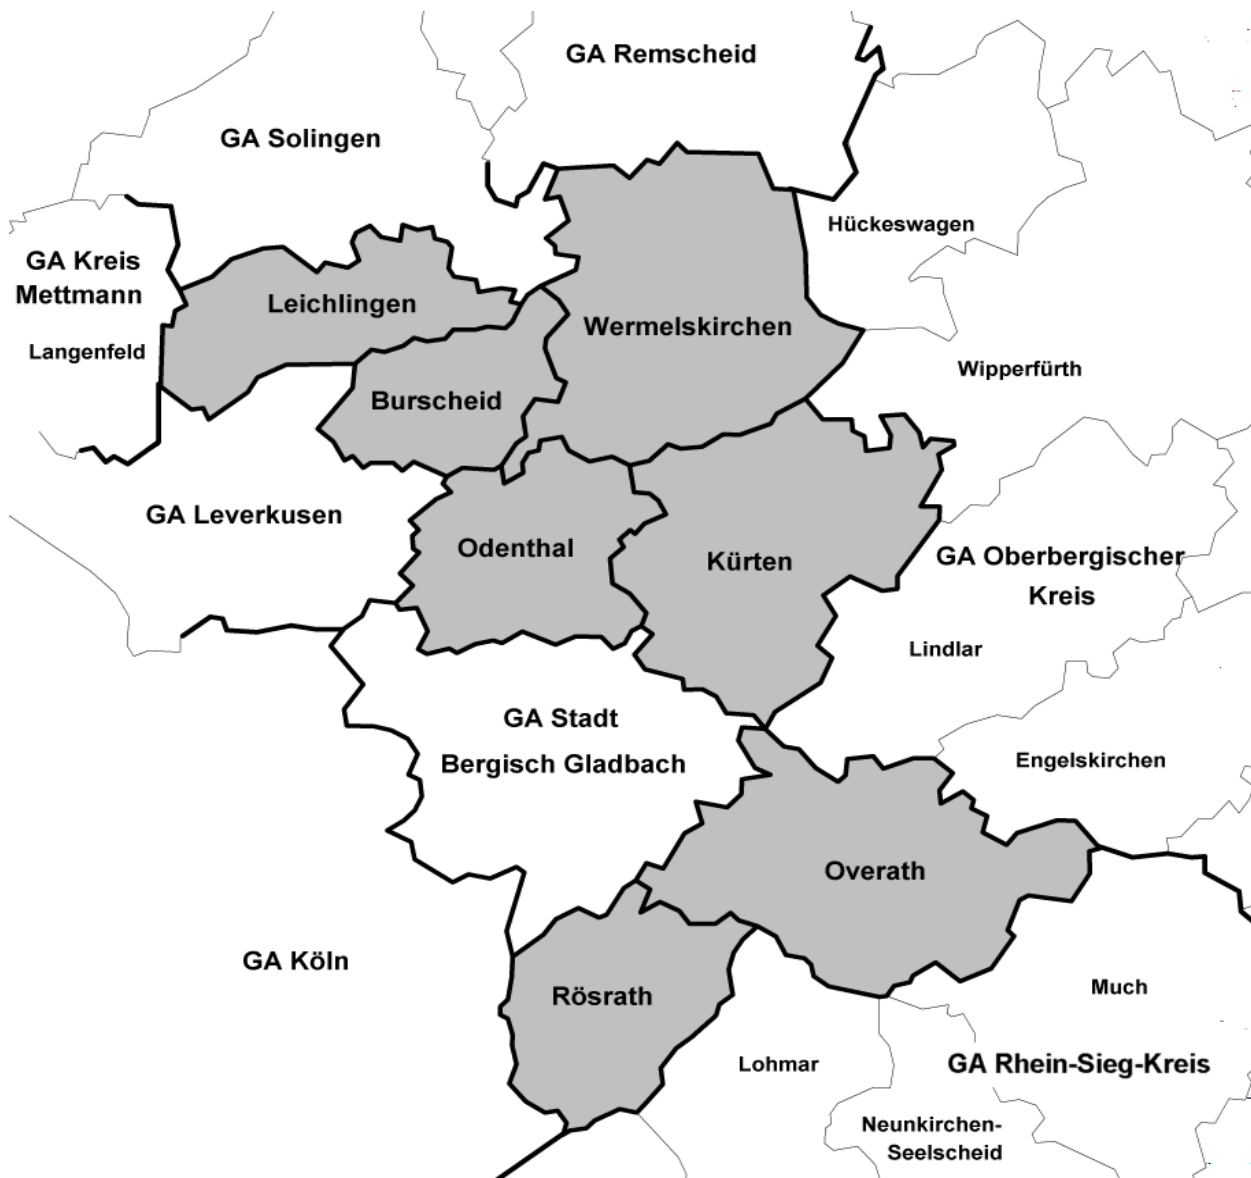 GA Remscheid
GA Solingen
Hückeswagen
GA Kreis
Mettmann
Leichlingen
Wermelskirchen
Langenfeld
Wipperfürth
Burscheid
GA Leverkusen
Odenthal
Kürten
GA Oberbergischer
Kreis
Lindlar
GA Stadt
Bergisch Gladbach
Engelskirchen
Overath
GA Köln
Rösrath
Much
Lohmar
GA Rhein-Sieg-Kreis
Neunkirchen-
Seelscheid